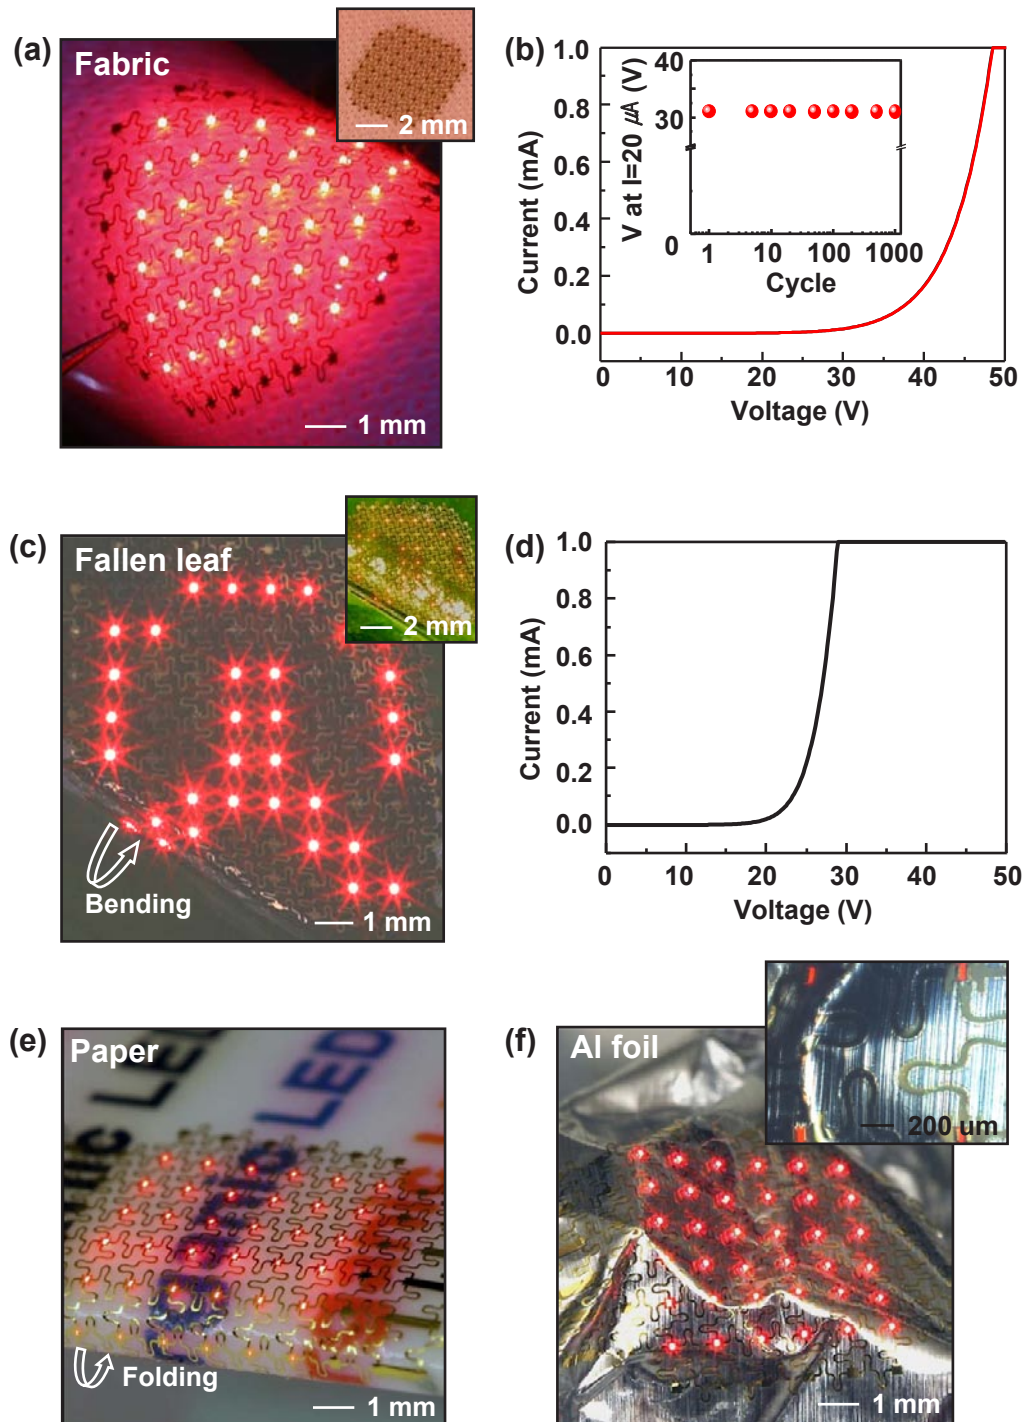 (a)
Fabric
2 mm
1 mm
(b)
1.0
0.8
0.6
0.4
0.2
0.0
Current (mA)
0
10
20
30
40
50
Voltage (V)
40
30
0
V at I=20 μA (V)
1
10
100
1000
Cycle
(c)
Fallen leaf
2 mm
Bending
1 mm
(d)
1.0
0.8
0.6
0.4
0.2
0.0
Current (mA)
0
10
20
30
40
50
Voltage (V)
(e)
Paper
LED
Folding
1 mm
(f)
Al foil
200 um
1 mm